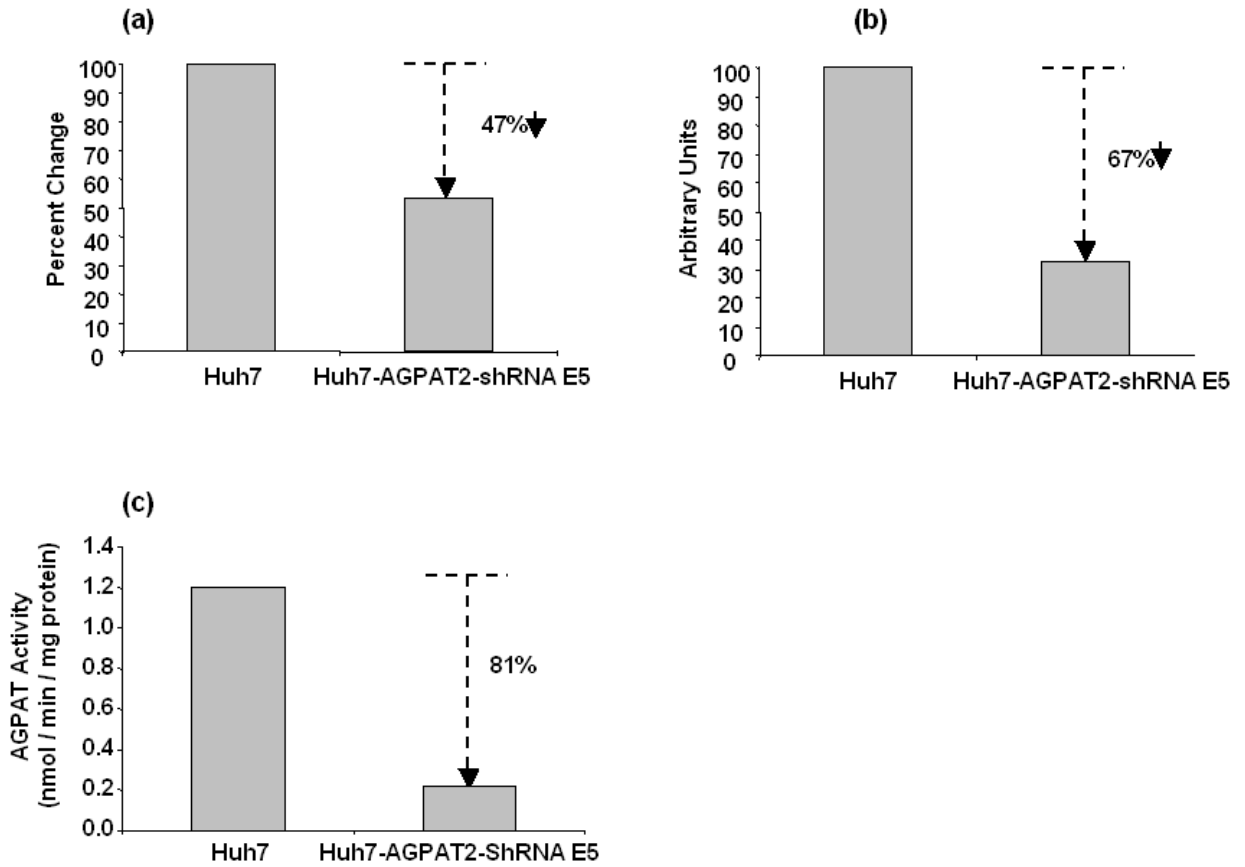 (a)
Percent Change
100
90
80
70
60
50
40
30
20
10
0
47%
Huh7
Huh7-AGPAT2-shRNA E5
(b)
Arbitrary Units
100
90
80
70
60
50
40
30
20
10
0
67%
Huh7
Huh7-AGPAT2-shRNA E5
(c)
AGPAT Activity
(nmol / min / mg protein)
1.4
1.2
1.0
0.8
0.6
0.4
0.2
0.0
81%
Huh7
Huh7-AGPAT2-ShRNA E5